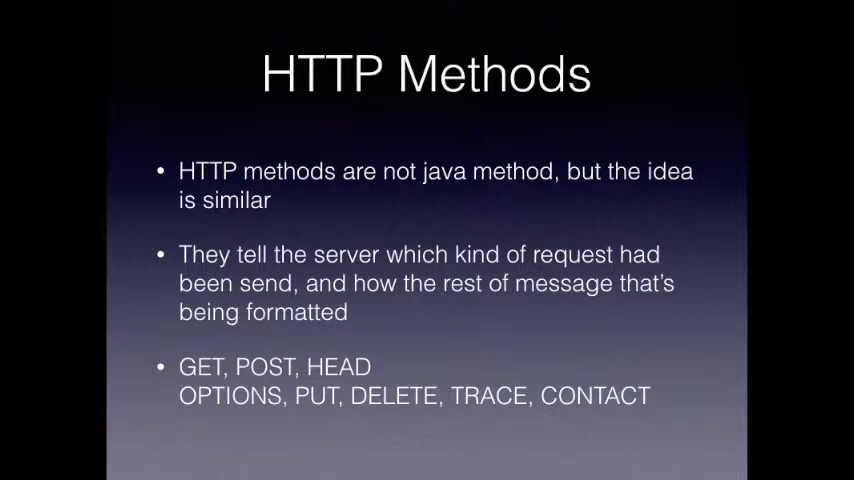 HTTP Methods
• HTTP methods are not java method, but the idea
is similar
• They tell the server which kind of request had
been send, and how the rest of message that's
being formatted
• GET, POST, HEAD
OPTIONS, PUT, DELETE, TRACE, CONTACT